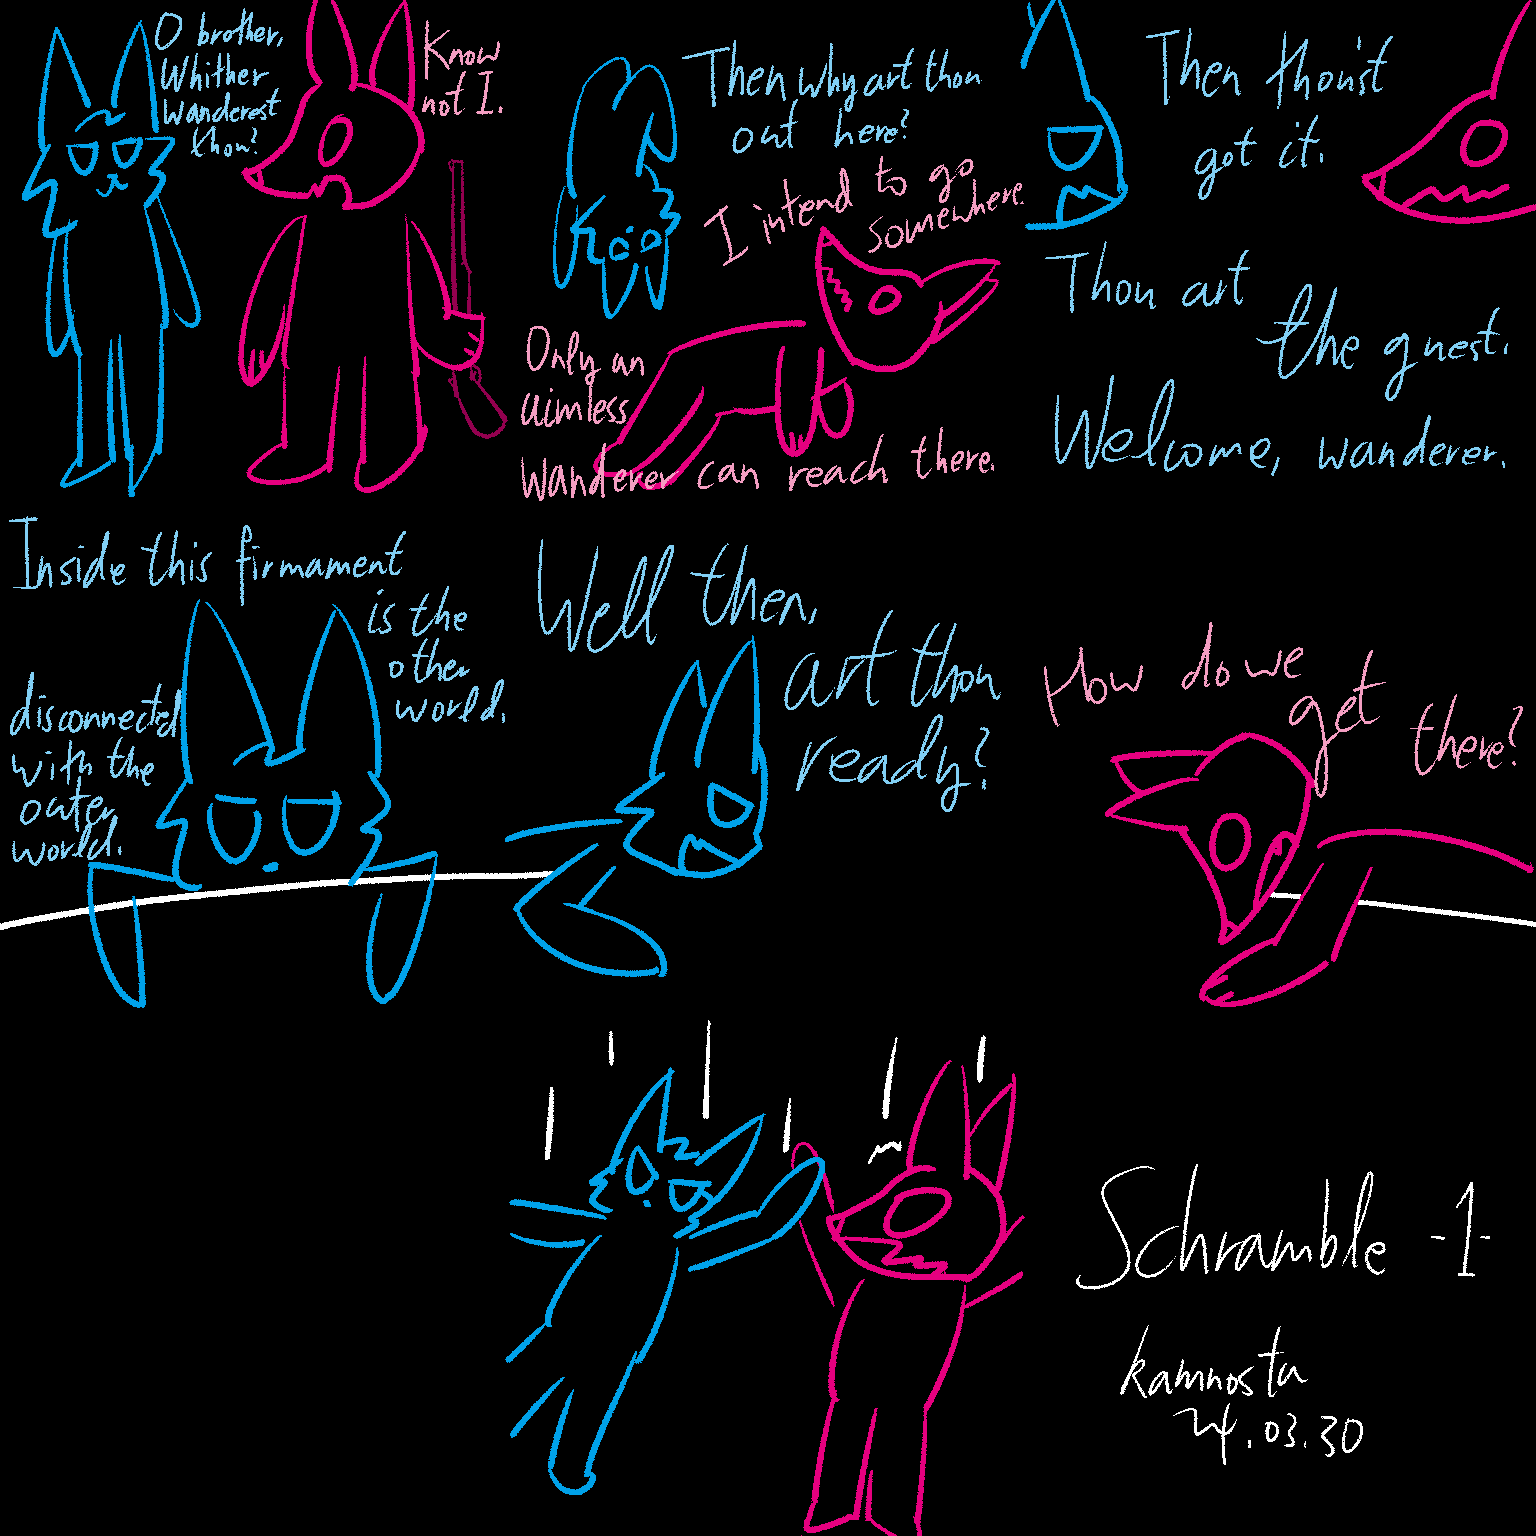 O brother,
Whither
wanderest
thou?
Know
not I.
Then why art thou
out here?
I intend to go
somewhere.
Only an
aimless
wanderer can reach there.
Then thou'st
got it.
Thou art
the guest.
Welcome, wanderer.
Inside this firmament
is the
other
world.
disconnected
with the
outer
world.
Well then,
art thou
ready?
How do we
get
there?
Schramble -1-
kamnosta
24.03.30